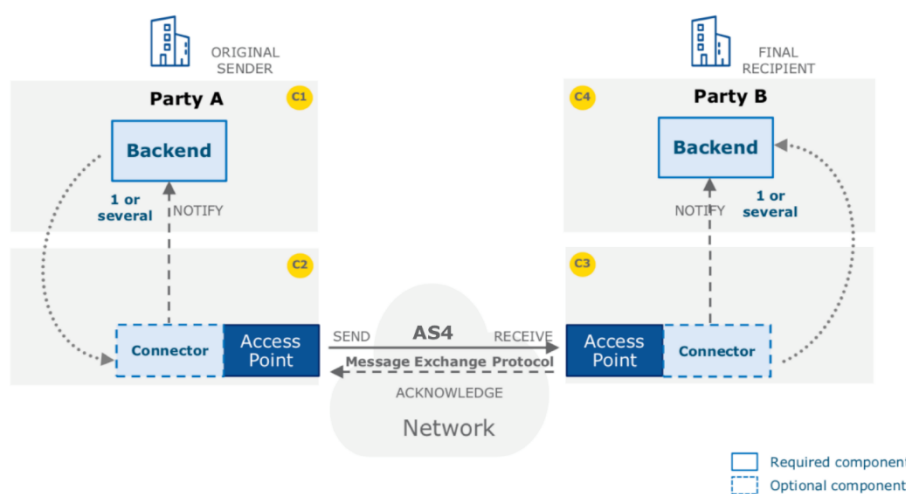 ORIGINAL
SENDER
FINAL
RECIPIENT
Party A
C1
C4
Party B
Backend
Backend
1 or
several
NOTIFY
NOTIFY
1 or
several
C2
C3
Connector
Access
Point
SEND
AS4
RECEIVE
Message Exchange Protocol
ACKNOWLEDGE
Network
Access
Point
Connector
Required component
Optional component